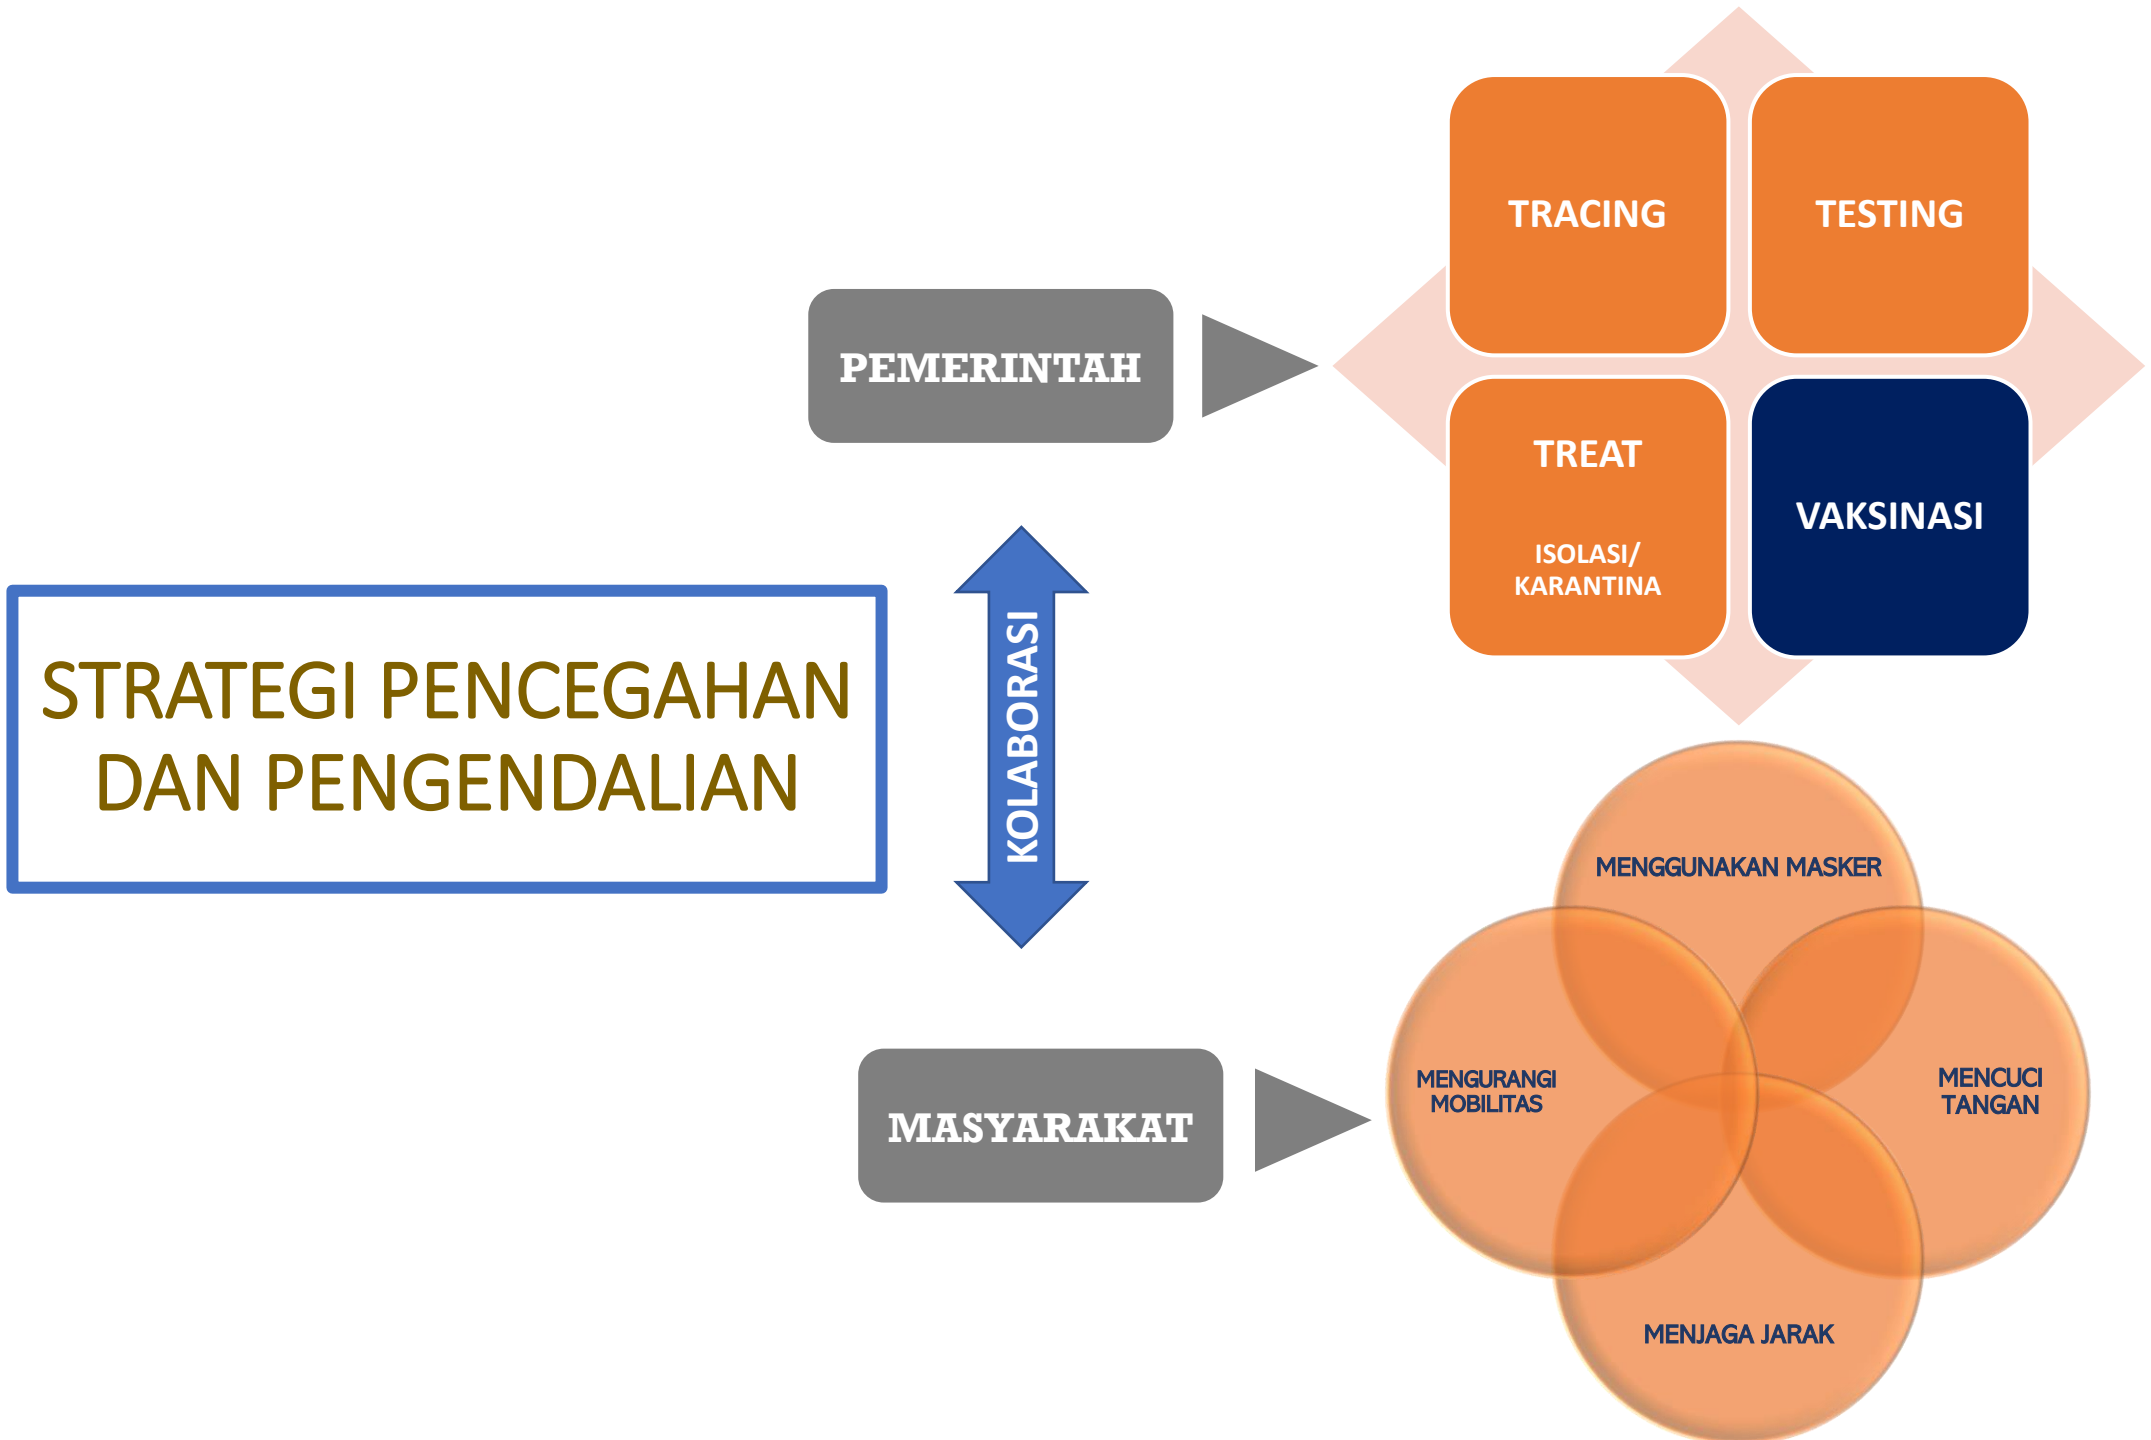 STRATEGI PENCEGAHAN
DAN PENGENDALIAN
PEMERINTAH
KOLABORASI
MASYARAKAT
TRACING
TESTING
TREAT
ISOLASI/
KARANTINA
VAKSINASI
MENGGUNAKAN MASKER
MENGURANGI
MOBILITAS
MENCUCI
TANGAN
MENJAGA JARAK